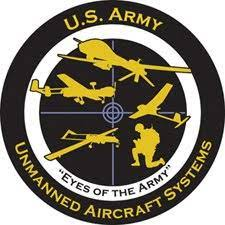 U.S. ARMY
"EYES OF THE ARMY"
UNMANNED AIRCRAFT SYSTEMS